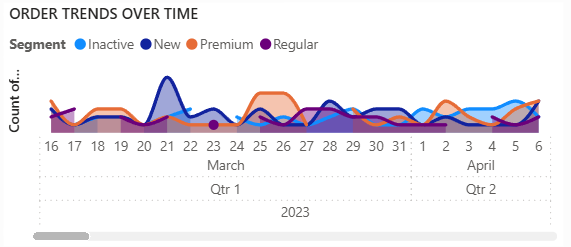 ORDER TRENDS OVER TIME
Segment Inactive New Premium Regular
Count of...
16 17 18 19 20 21 22 23 24 25 26 27 28 29 30 31 1 2 3 4 5 6
March April
Qtr 1 Qtr 2
2023